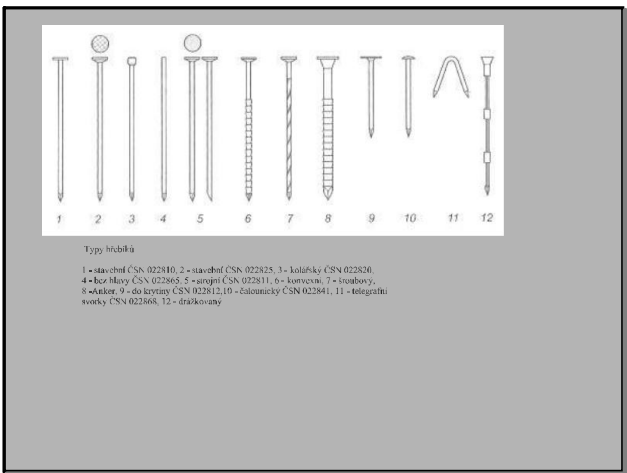 1 2 3 4 5 6 7 8 9 10 11 12
Typy hřebíků
1 - stavební ČSN 022810, 2 - stavební ČSN 022825, 3 - kolářský ČSN 022820,
4 - bez hlavy ČSN 022865, 5 - strojní ČSN 022811, 6 - konvexní, 7 - šroubový,
8 -Anker, 9 - do krytiny ČSN 022812,10 - čalounický ČSN 022841, 11 - telegrafní
svorky ČSN 022868, 12 - drážkovaný